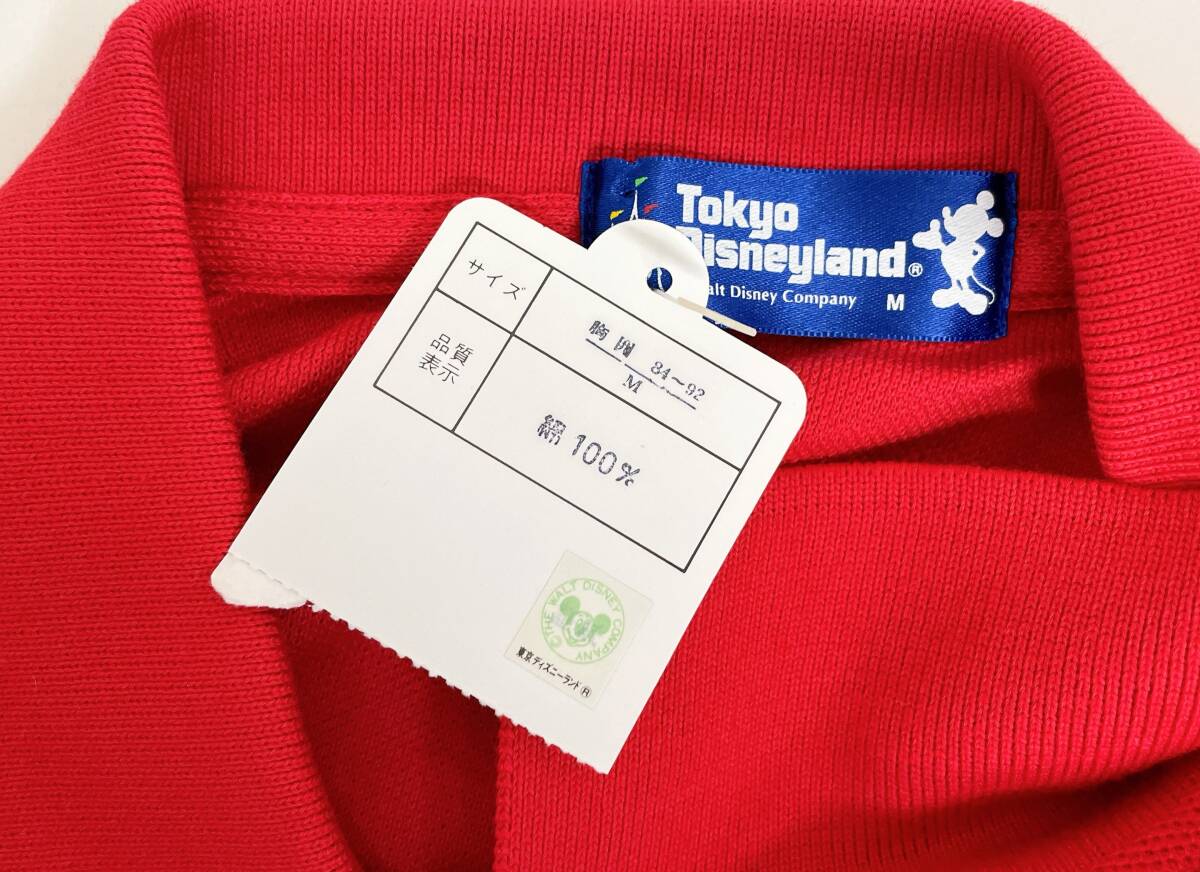 Tokyo
Disneyland®
alt Disney Company M
サイズ
胸囲 84~92
M
品質
表示
綿 100%
©THE WALT DISNEY COMPANY
東京ディズニーランド®